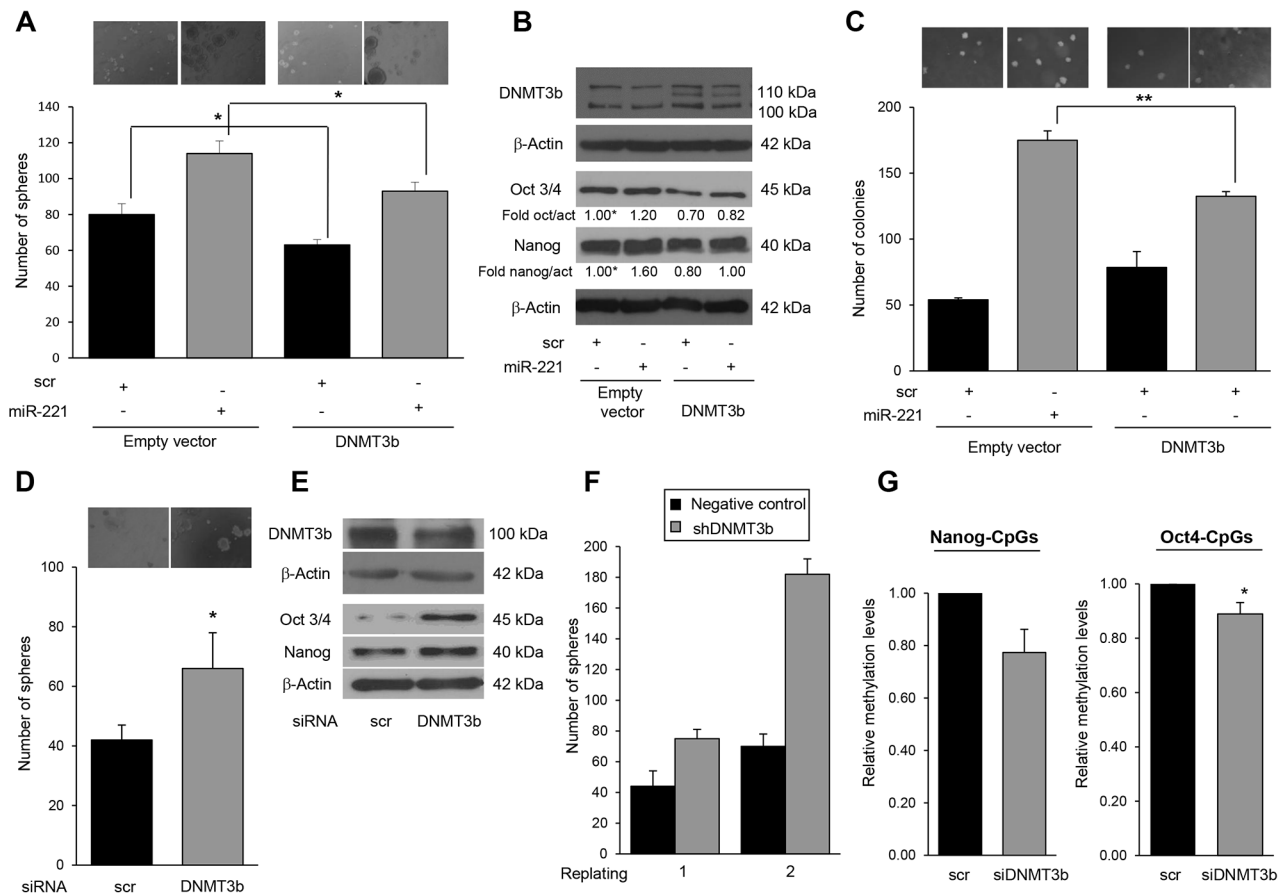 A
*
*
Number of spheres
140
120
100
80
60
40
20
0
scr + - + -
miR-221 - + - +
Empty vector DNMT3b
B
DNMT3b 110 kDa
100 kDa
β-Actin 42 kDa
Oct 3/4 45 kDa
Fold oct/act 1.00* 1.20 0.70 0.82
Nanog 40 kDa
Fold nanog/act 1.00* 1.60 0.80 1.00
β-Actin 42 kDa
scr + - + -
miR-221 - + - +
Empty
vector DNMT3b
C
**
Number of colonies
200
150
100
50
0
scr + - + +
miR-221 - + - -
Empty vector DNMT3b
D
*
Number of spheres
100
80
60
40
20
0
siRNA scr DNMT3b
E
DNMT3b 100 kDa
β-Actin 42 kDa
Oct 3/4 45 kDa
Nanog 40 kDa
β-Actin 42 kDa
siRNA scr DNMT3b
F
Negative control
shDNMT3b
Number of spheres
200
180
160
140
120
100
80
60
40
20
0
Replating 1 2
G
Nanog-CpGs
Relative methylation levels
1.00
0.80
0.60
0.40
0.20
0.00
scr siDNMT3b
Oct4-CpGs
*
Relative methylation levels
1.00
0.80
1.00
0.40
0.20
0.00
scr siDNMT3b